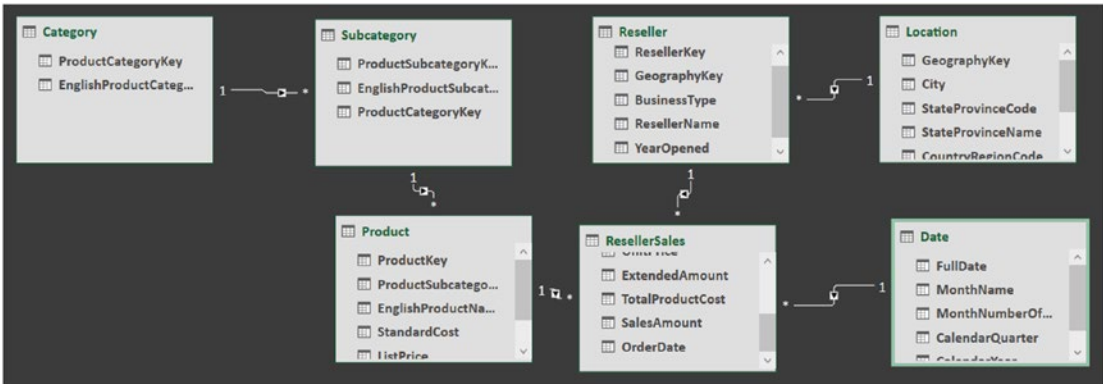 Category
ProductCategoryKey
EnglishProductCateg...
1
*
Subcategory
ProductSubcategoryK...
EnglishProductSubcat...
ProductCategoryKey
Reseller
ResellerKey
GeographyKey
BusinessType
ResellerName
YearOpened
*
1
Location
GeographyKey
City
StateProvinceCode
StateProvinceName
CountryRegionCode
1
*
1
*
Product
ProductKey
ProductSubcatego...
EnglishProductNa...
StandardCost
ListPrice
1
*
ResellerSales
UnitPrice
ExtendedAmount
TotalProductCost
SalesAmount
OrderDate
*
1
Date
FullDate
MonthName
MonthNumberOf...
CalendarQuarter
CalendarYear